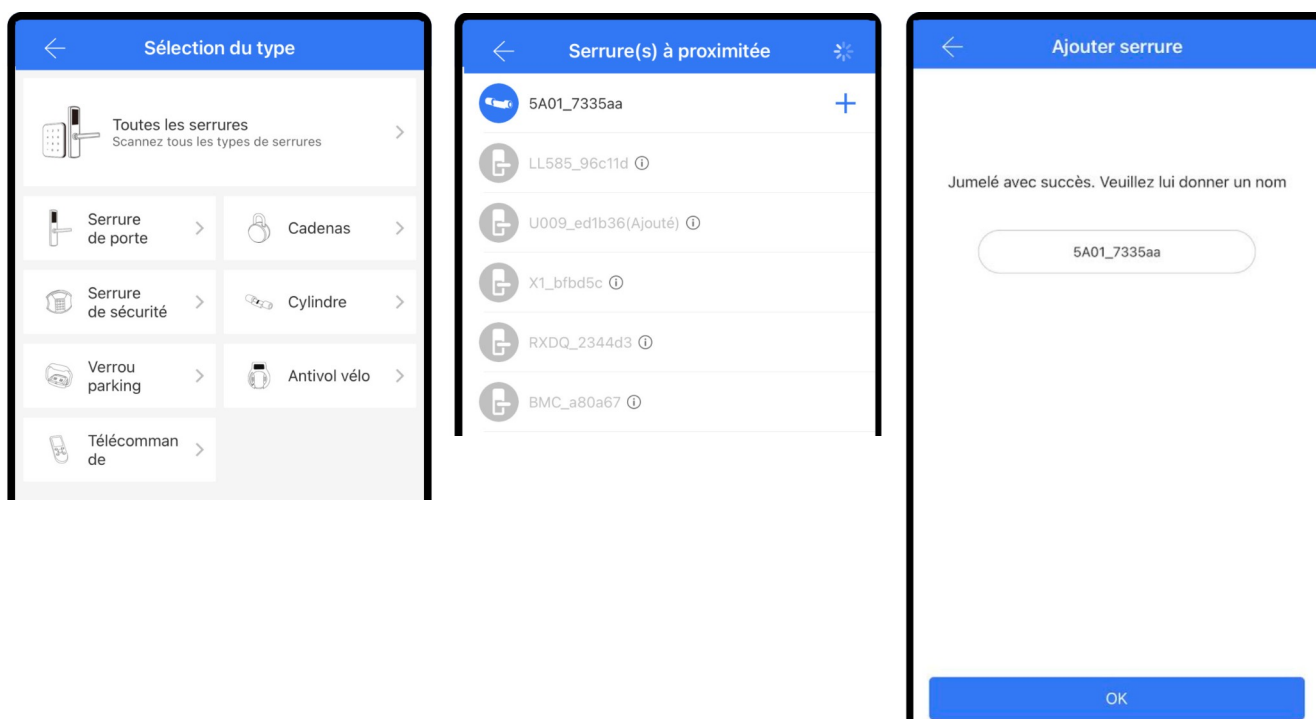 Sélection du type
Toutes les serrures
Scannez tous les types de serrures
Serrure
de porte
Cadenas
Serrure
de sécurité
Cylindre
Verrou
parking
Antivol vélo
Télécomman
de
Serrure(s) à proximitée
5A01_7335aa
LL585_96c11d
U009_ed1b36(Ajouté)
X1_bfbd5c
RXDQ_2344d3
BMC_a80a67
Ajouter serrure
Jumelé avec succès. Veuillez lui donner un nom
5A01_7335aa
OK